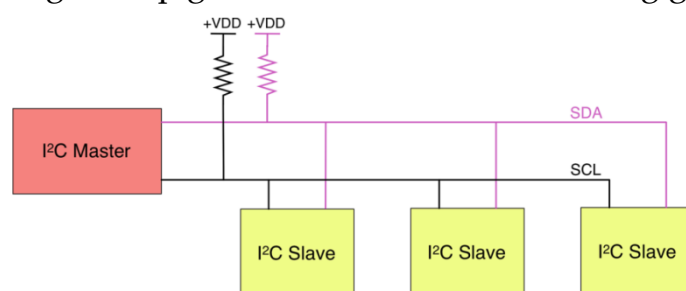 +VDD +VDD
SDA
I²C Master
SCL
I²C Slave
I²C Slave
I²C Slave